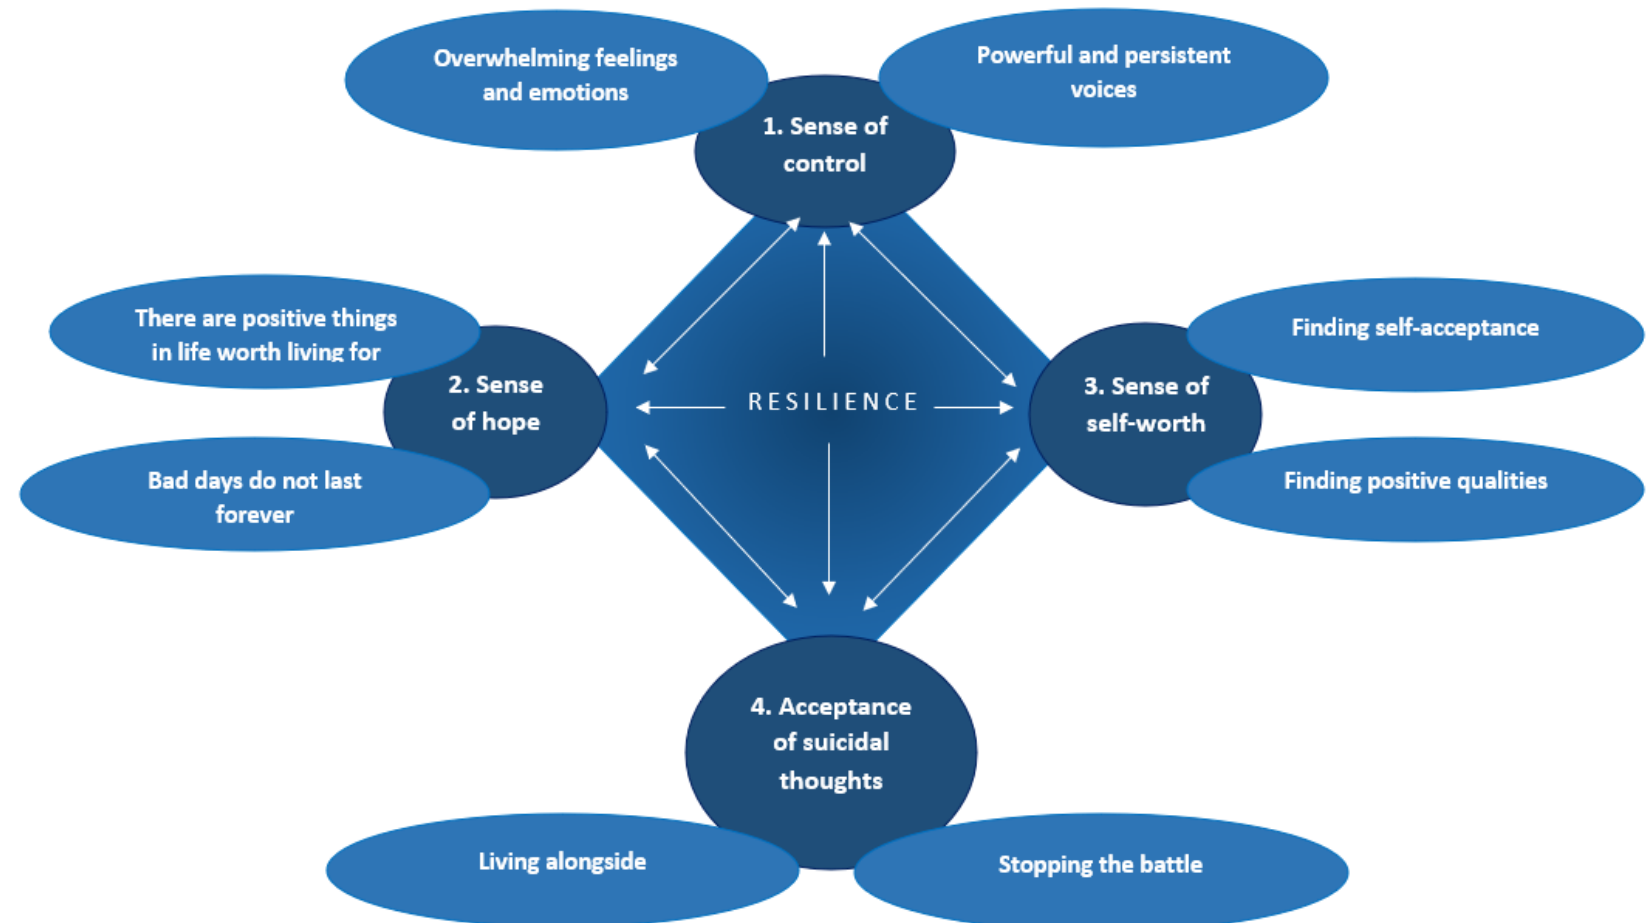 Overwhelming feelings
and emotions
Powerful and persistent
voices
1. Sense of
control
There are positive things
in life worth living for
2. Sense
of hope
Bad days do not last
forever
RESILIENCE
3. Sense of
self-worth
Finding self-acceptance
Finding positive qualities
4. Acceptance
of suicidal
thoughts
Living alongside
Stopping the battle